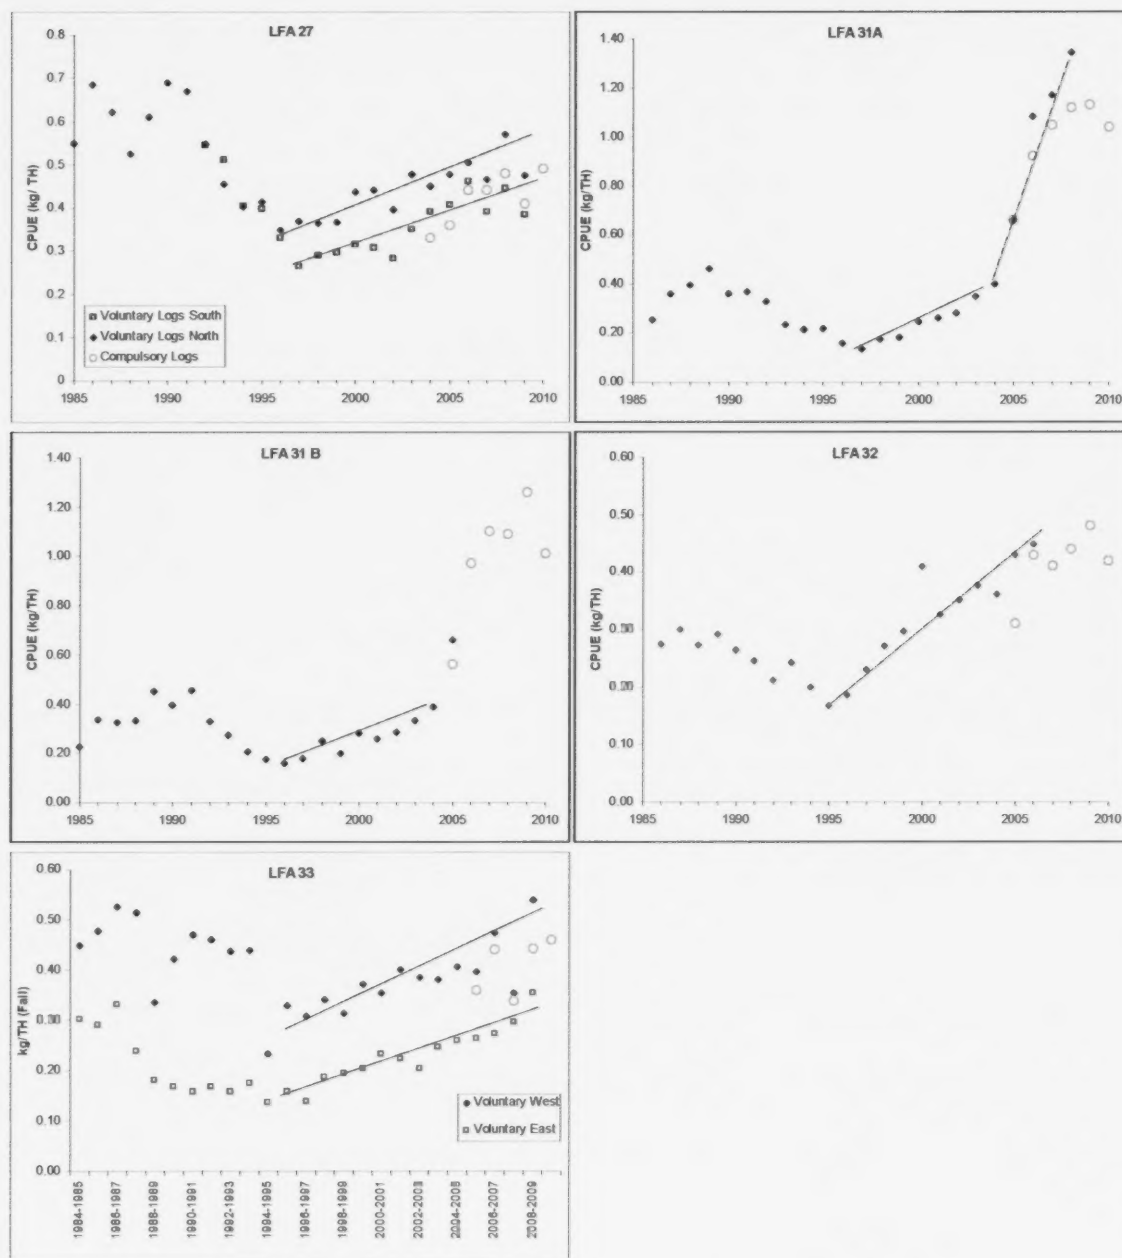 LFA 27
CPUE (kg/ TH)
0.8
0.7
0.6
0.5
0.4
0.3
0.2
0.1
0
Voluntary Logs South
Voluntary Logs North
Compulsory Logs
1985 1990 1995 2000 2005 2010
LFA 31A
CPUE (kg/TH)
1.40
1.20
1.00
0.80
0.60
0.40
0.20
0.00
1985 1990 1995 2000 2005 2010
LFA 31 B
CPUE (kg/TH)
1.40
1.20
1.00
0.80
0.60
0.40
0.20
0.00
1985 1990 1995 2000 2005 2010
LFA 32
CPUE (kg/TH)
0.60
0.50
0.40
0.30
0.20
0.10
0.00
1985 1990 1995 2000 2005 2010
LFA 33
kg/TH (Fall)
0.60
0.50
0.40
0.30
0.20
0.10
0.00
Voluntary West
Voluntary East
1984-1985
1986-1987
1988-1989
1990-1991
1992-1993
1994-1995
1996-1997
1998-1999
2000-2001
2002-2003
2004-2005
2006-2007
2008-2009